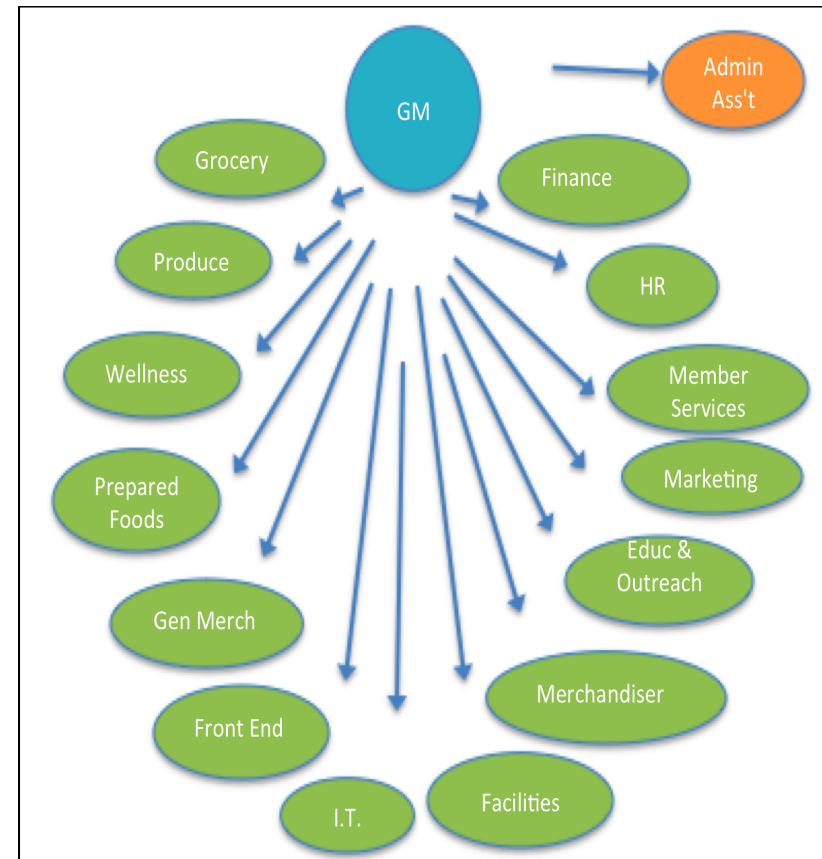 GM
Admin
Ass't
Grocery
Finance
Produce
HR
Wellness
Member
Services
Prepared
Foods
Marketing
Educ &
Outreach
Gen Merch
Merchandiser
Front End
Facilities
I.T.